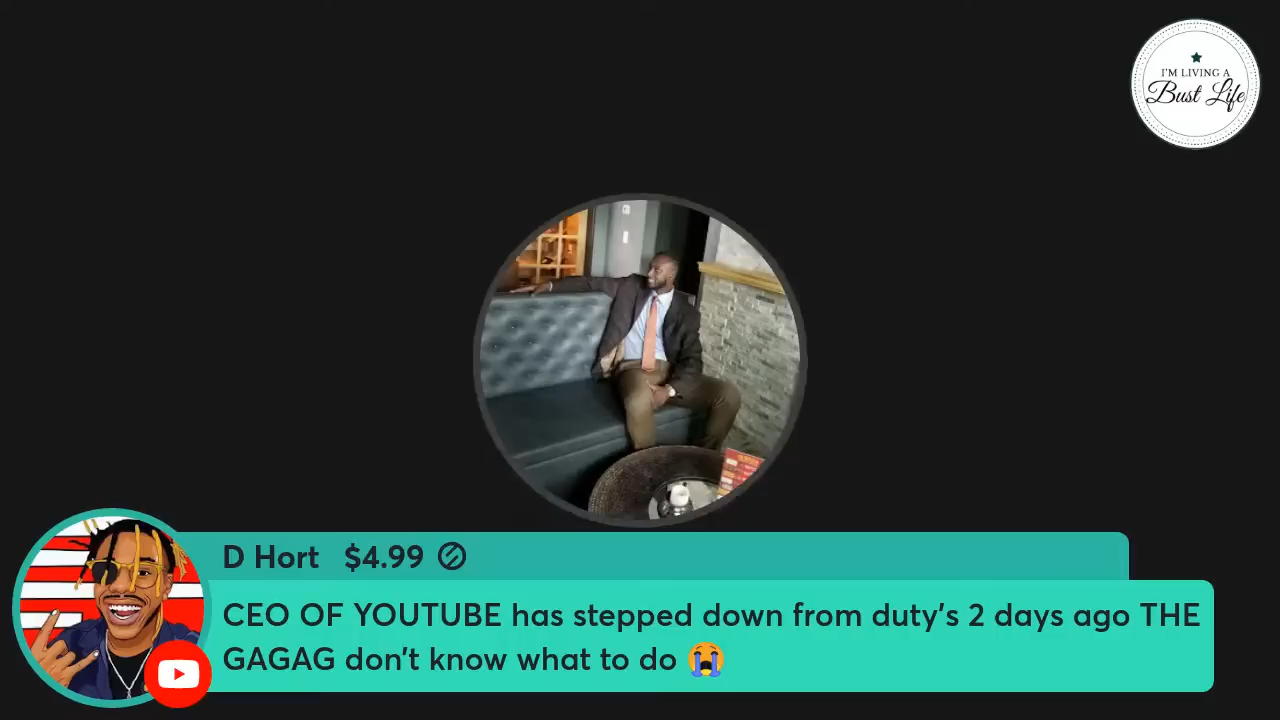 I'M LIVING A
Bust Life
D Hort $4.99
CEO OF YOUTUBE has stepped down from duty's 2 days ago THE
GAGAG don't know what to do 😭